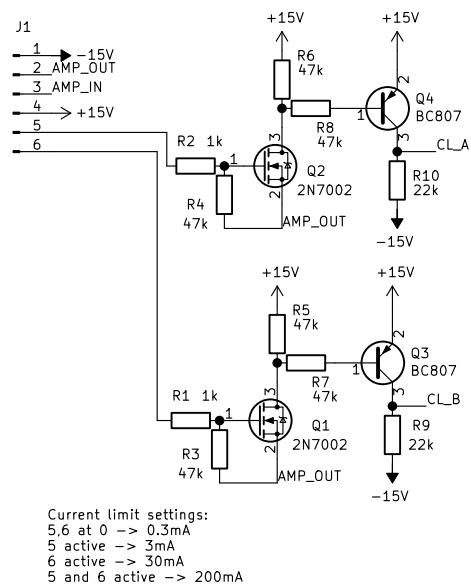 J1
1 -15V
2 AMP_OUT
3 AMP_IN
4 +15V
5
6
+15V
+15V
R6
47k
R8
47k
1
2
3
Q4
BC807
CL_A
R10
22k
-15V
R2 1k
1
3
2
Q2
2N7002
R4
47k
AMP_OUT
+15V
+15V
R5
47k
R7
47k
1
2
3
Q3
BC807
CL_B
R9
22k
-15V
R1 1k
1
3
2
Q1
2N7002
R3
47k
AMP_OUT
Current limit settings:
5,6 at 0 -> 0.3mA
5 active -> 3mA
6 active -> 30mA
5 and 6 active -> 200mA